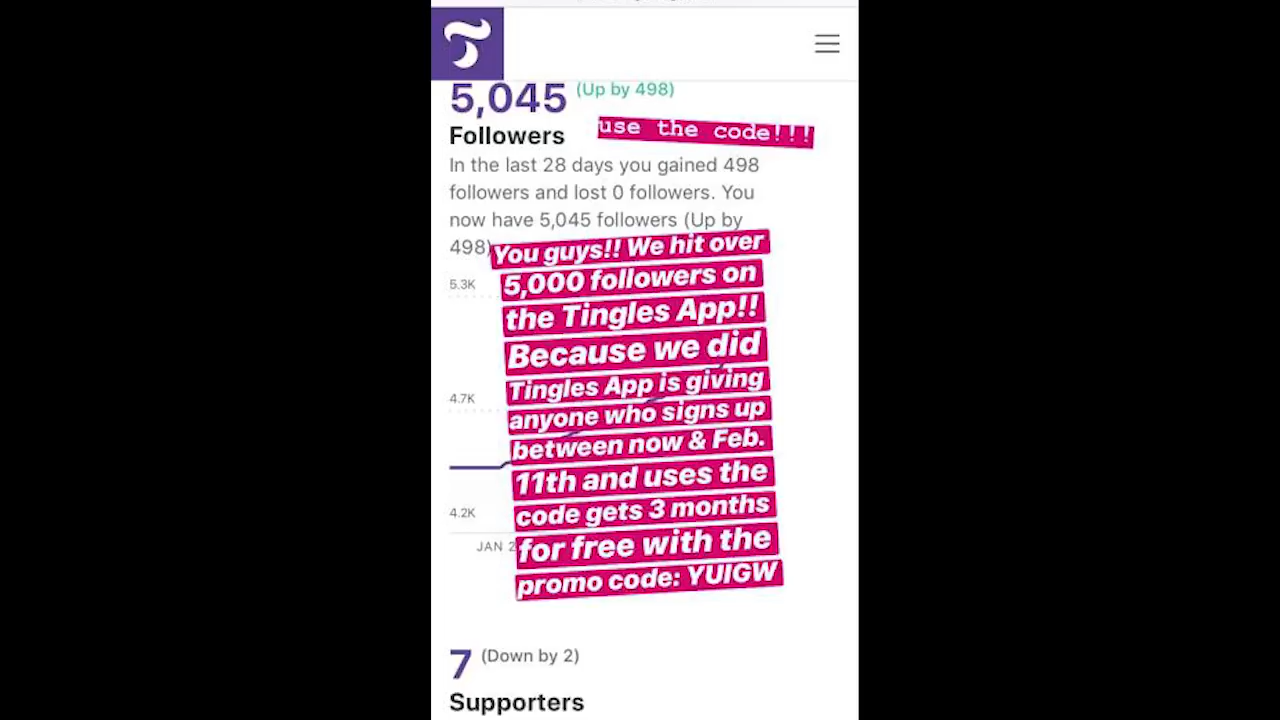 5,045 (Up by 498)
Followers
use the code!!!
In the last 28 days you gained 498
followers and lost 0 followers. You
now have 5,045 followers (Up by
498)
You guys!! We hit over
5,000 followers on
the Tingles App!!
Because we did
Tingles App is giving
anyone who signs up
between now & Feb.
11th and uses the
code gets 3 months
for free with the
promo code: YUIGW
5.3K
4.7K
4.2K
JAN 2
7 (Down by 2)
Supporters